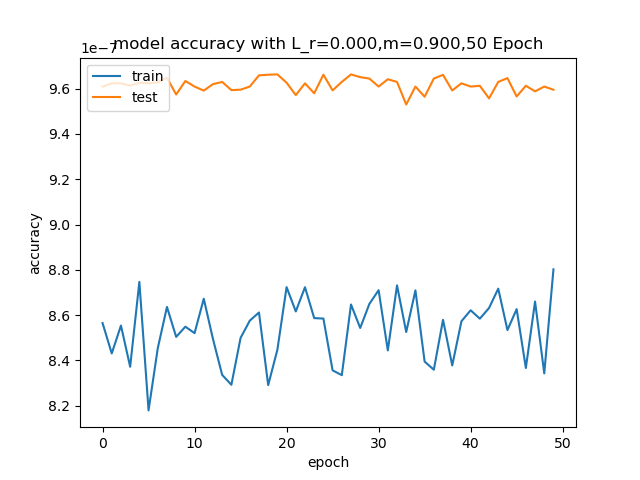 model accuracy with L_r=0.000,m=0.900,50 Epoch
1e−7
train
test
9.6
9.4
9.2
9.0
8.8
8.6
8.4
8.2
accuracy
0 10 20 30 40 50
epoch